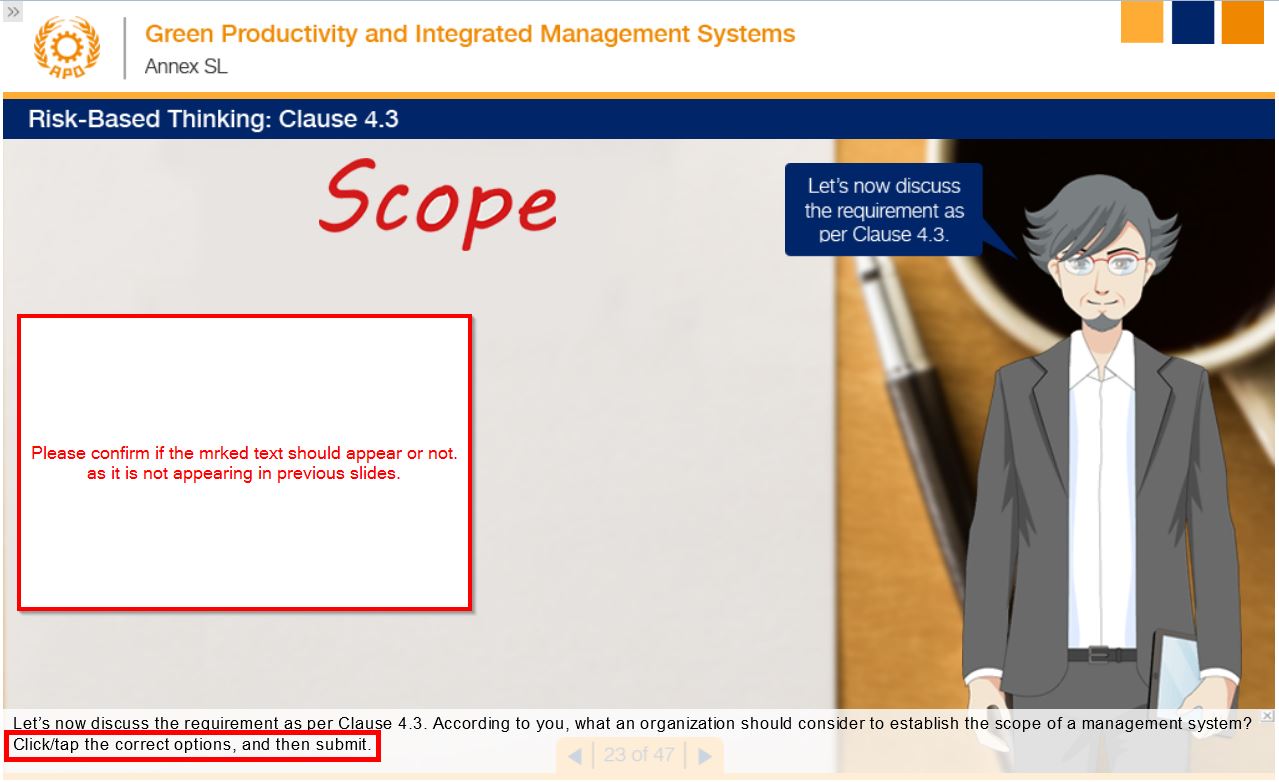 Green Productivity and Integrated Management Systems
Annex SL
APO
Risk-Based Thinking: Clause 4.3
Scope
Let's now discuss
the requirement as
per Clause 4.3.
Please confirm if the mrked text should appear or not.
as it is not appearing in previous slides.
Let's now discuss the requirement as per Clause 4.3. According to you, what an organization should consider to establish the scope of a management system?
Click/tap the correct options, and then submit.
23 of 47